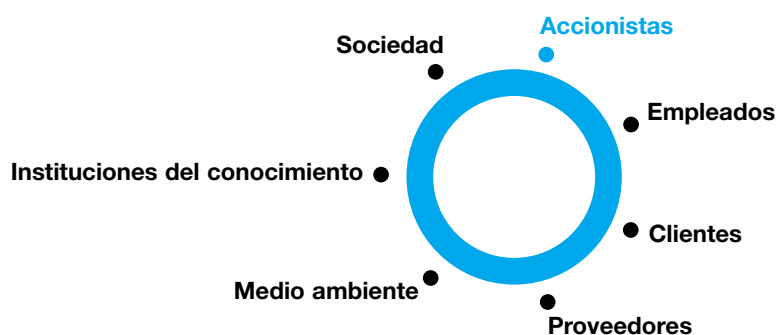 Accionistas
Sociedad
Empleados
Instituciones del conocimiento
Clientes
Medio ambiente
Proveedores